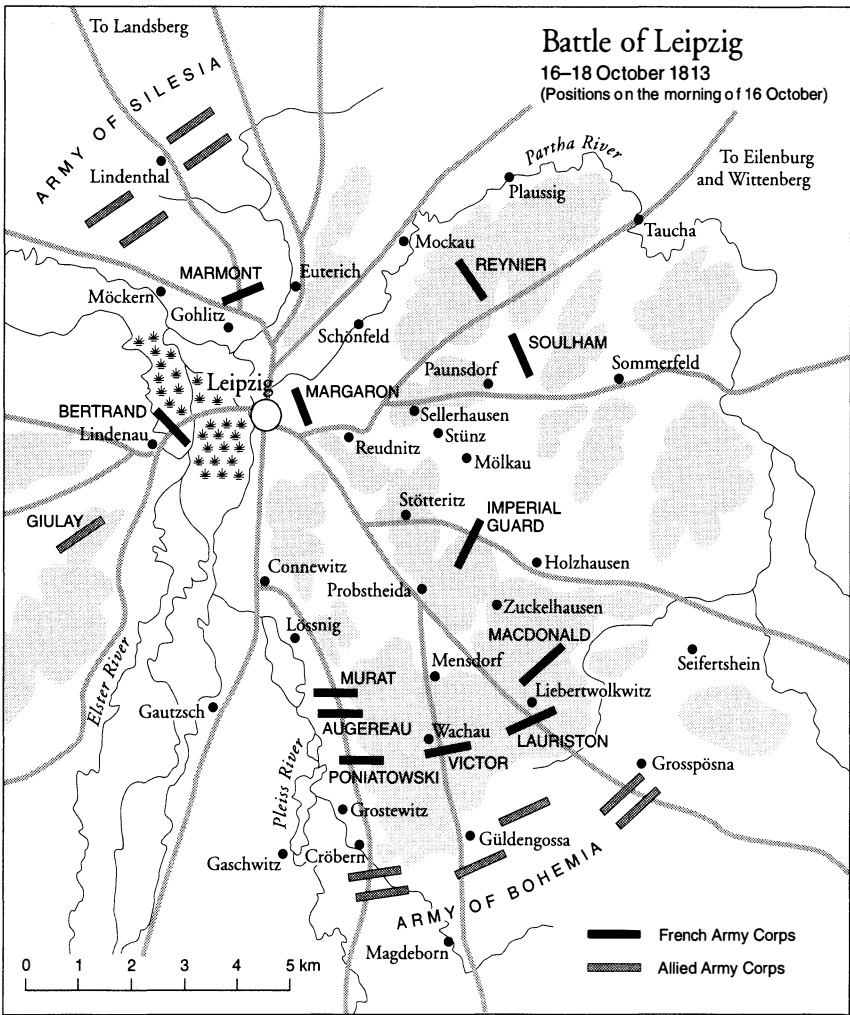 Battle of Leipzig
16–18 October 1813
(Positions on the morning of 16 October)
To Landsberg
ARMY OF SILESIA
Lindenthal
Partha River
To Eilenburg
and Wittenberg
Plaussig
Taucha
Mockau
REYNIER
MARMONT
Euterich
Möckern
Gohlitz
Schönfeld
SOULHAM
Paunsdorf
Sommerfeld
Leipzig
MARGARON
BERTRAND
Lindenau
Sellerhausen
Stünz
Reudnitz
Mölkau
GIULAY
Stötteritz
IMPERIAL
GUARD
Holzhausen
Connewitz
Probstheida
Zuckelhausen
Lössnig
MACDONALD
Seifertshein
Elster River
MURAT
Mensdorf
Liebertwolkwitz
Gautzsch
AUGEREAU
Wachau
LAURISTON
VICTOR
Pleiss River
PONIATOWSKI
Grosspösna
Grostewitz
Güldengossa
Gaschwitz
Cröbern
ARMY OF BOHEMIA
Magdeborn
French Army Corps
Allied Army Corps
0 1 2 3 4 5 km